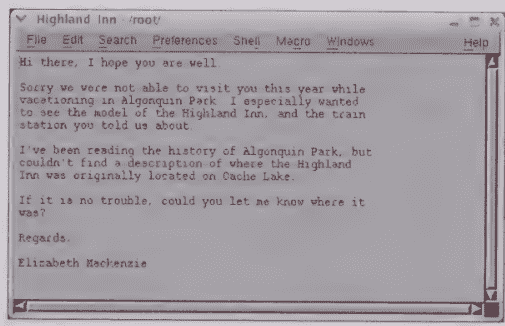 Highland Inn - /root/
File Edit Search Preferences Shell Macro Windows Help
Hi there, I hope you are well.
Sorry we were not able to visit you this year while
vacationing in Algonquin Park. I especially wanted
to see the model of the Highland Inn, and the train
station you told us about.
I've been reading the history of Algonquin Park, but
couldn't find a description of where the Highland
Inn was originally located on Cache Lake.
If it is no trouble, could you let me know where it
was?
Regards,
Elizabeth Mackenzie